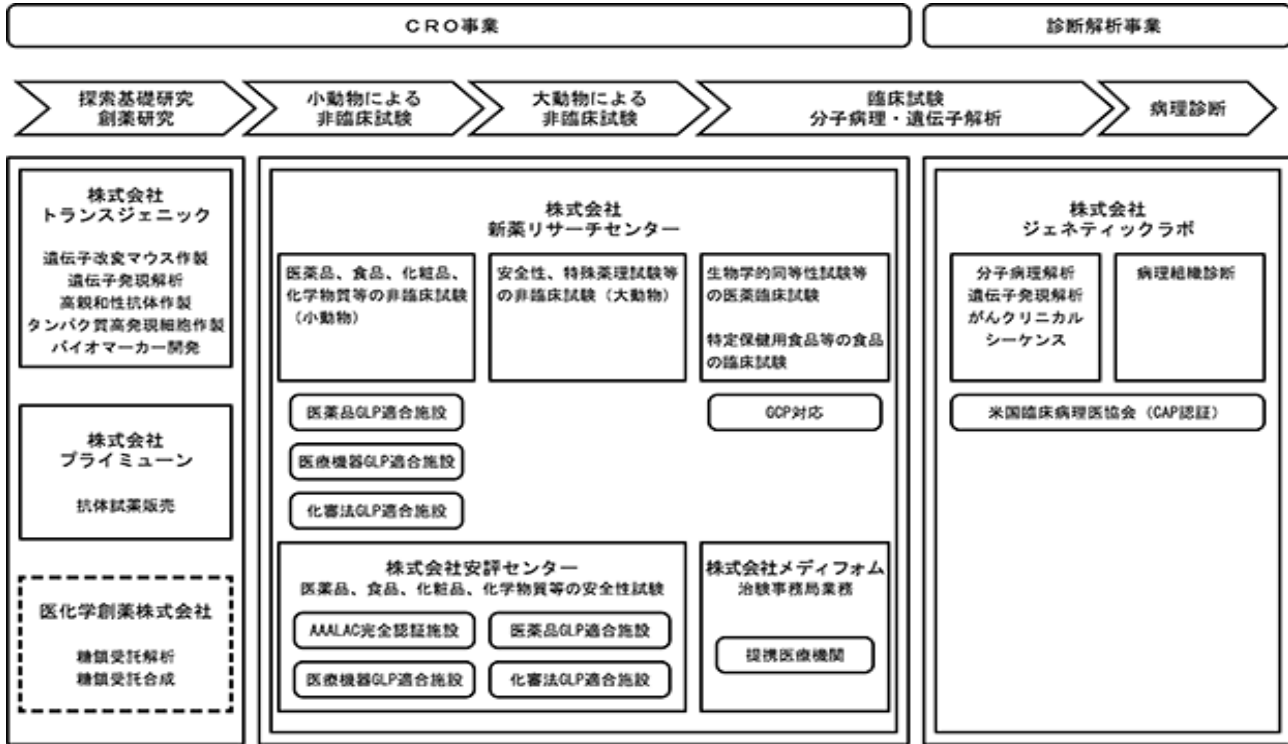 CRO事業
診断解析事業
探索基礎研究
創薬研究
小動物による
非臨床試験
大動物による
非臨床試験
臨床試験
分子病理・遺伝子解析
病理診断
株式会社
トランスジェニック
遺伝子改変マウス作製
遺伝子発現解析
高親和性抗体作製
タンパク質高発現細胞作製
バイオマーカー開発
株式会社
プライミューン
抗体試薬販売
医化学創薬株式会社
糖鎖受託解析
糖鎖受託合成
株式会社
新薬リサーチセンター
医薬品、食品、化粧品、
化学物質等の非臨床試験
（小動物）
安全性、特殊薬理試験等
の非臨床試験（大動物）
生物学的同等性試験等
の医薬臨床試験
特定保健用食品等の食品
の臨床試験
医薬品GLP適合施設
医療機器GLP適合施設
化審法GLP適合施設
GCP対応
株式会社安評センター
医薬品、食品、化粧品、化学物質等の安全性試験
AAALAC完全認証施設
医薬品GLP適合施設
医療機器GLP適合施設
化審法GLP適合施設
株式会社メディフォム
治験事務局業務
提携医療機関
株式会社
ジェネティックラボ
分子病理解析
遺伝子発現解析
がんクリニカル
シーケンス
病理組織診断
米国臨床病理医協会（CAP認証）